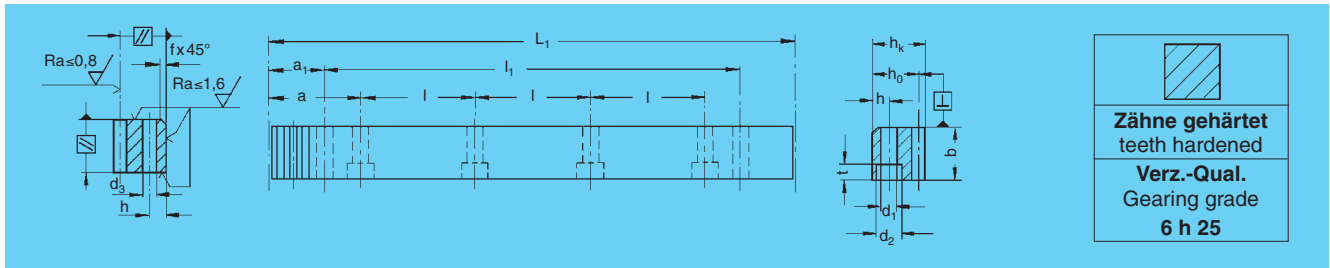 //
f x 45°
Ra≤0,8
Ra≤1,6
//
d₃
h
L₁
a₁
l₁
a
l
l
l
hₖ
h₀
h
⊥
b
t
d₁
d₂
Zähne gehärtet
teeth hardened
Verz.-Qual.
Gearing grade
6 h 25